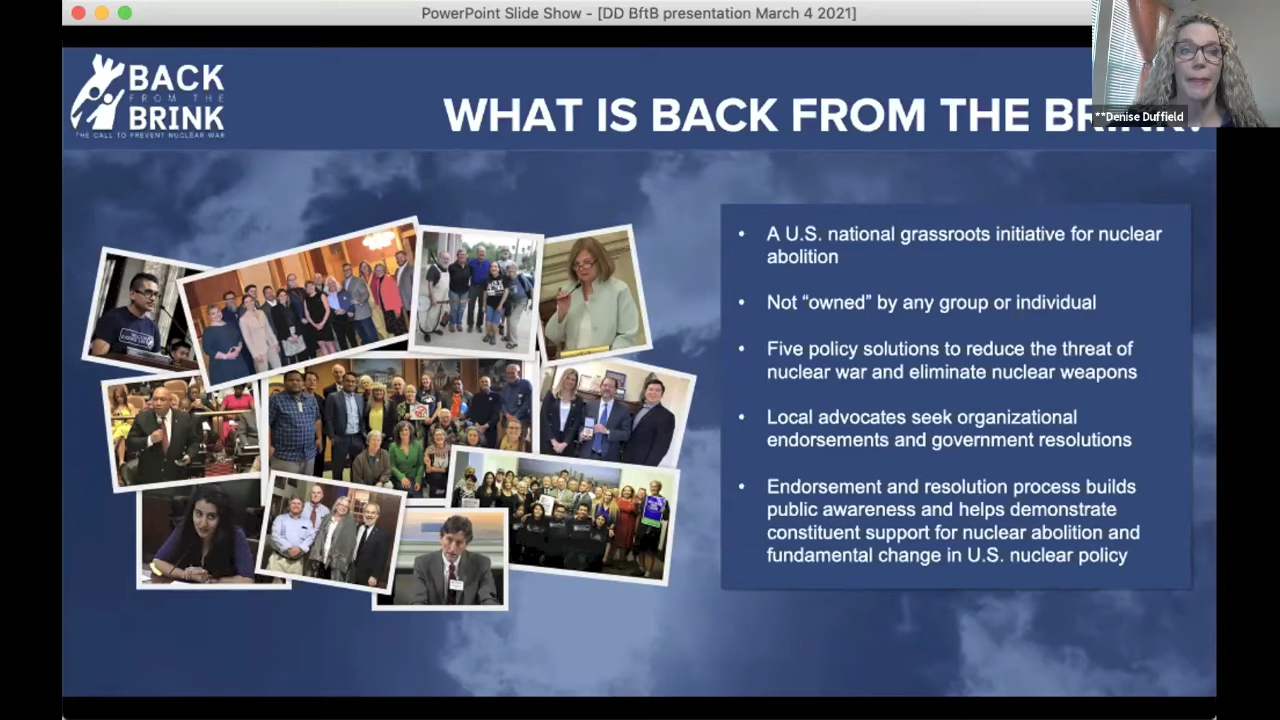 PowerPoint Slide Show - [DD BftB presentation March 4 2021]
BACK
FROM THE
BRINK
THE CALL TO PREVENT NUCLEAR WAR
WHAT IS BACK FROM THE
**Denise Duffield
• A U.S. national grassroots initiative for nuclear
abolition
• Not “owned” by any group or individual
• Five policy solutions to reduce the threat of
nuclear war and eliminate nuclear weapons
• Local advocates seek organizational
endorsements and government resolutions
• Endorsement and resolution process builds
public awareness and helps demonstrate
constituent support for nuclear abolition and
fundamental change in U.S. nuclear policy